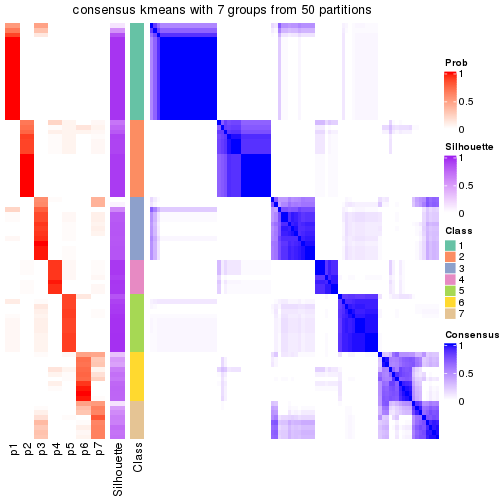 consensus kmeans with 7 groups from 50 partitions
Prob
1
0.5
0
Silhouette
1
0.5
0
Class
1
2
3
4
5
6
7
Consensus
1
0.5
0
p1
p2
p3
p4
p5
p6
p7
Silhouette
Class